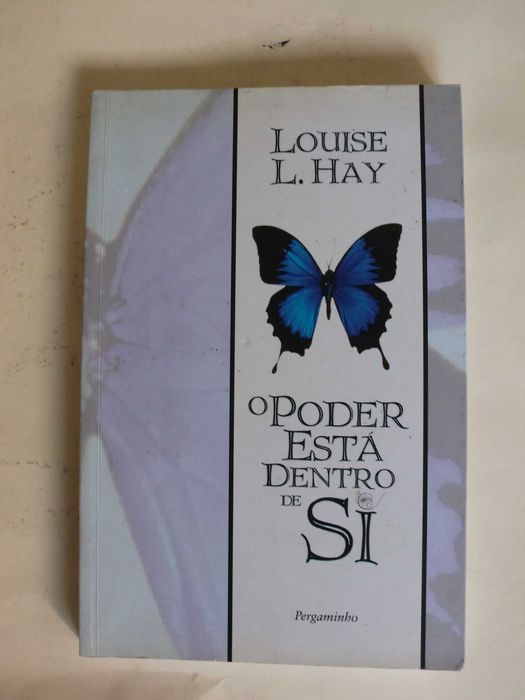 LOUISE
L. HAY
O PODER
ESTÁ
DENTRO
DE SI
Pergaminho